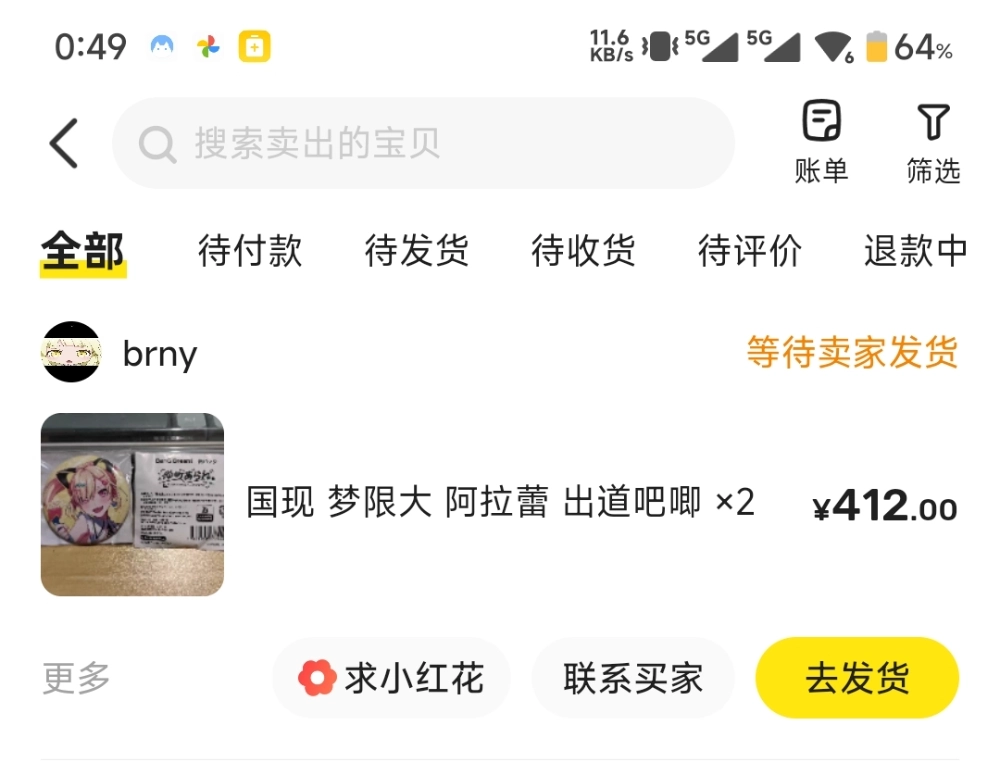 0:49 11.6 KB/s 5G 5G 6 64%
搜索卖出的宝贝
账单 筛选
全部 待付款 待发货 待收货 待评价 退款中
brny 等待卖家发货
BanG Dream!
国现 梦限大 阿拉蕾 出道吧唧 ×2 ¥412.00
更多 求小红花 联系买家 去发货